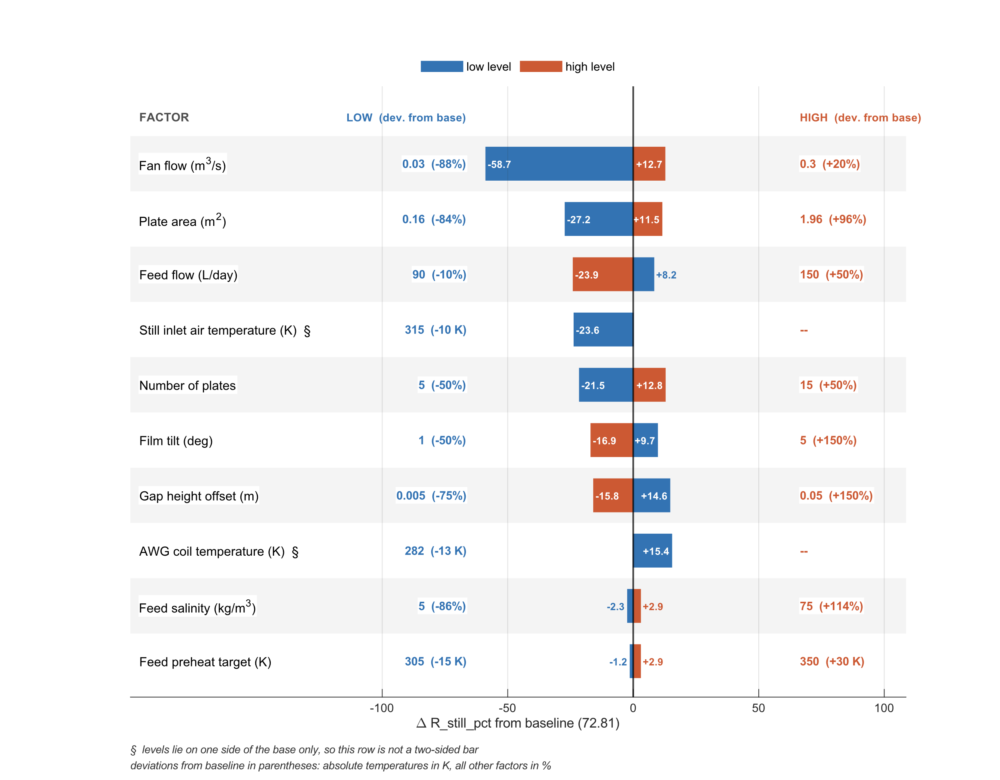 low level high level
FACTOR LOW (dev. from base) HIGH (dev. from base)
Fan flow (m³/s) 0.03 (-88%) -58.7 +12.7 0.3 (+20%)
Plate area (m²) 0.16 (-84%) -27.2 +11.5 1.96 (+96%)
Feed flow (L/day) 90 (-10%) -23.9 +8.2 150 (+50%)
Still inlet air temperature (K) § 315 (-10 K) -23.6 --
Number of plates 5 (-50%) -21.5 +12.8 15 (+50%)
Film tilt (deg) 1 (-50%) -16.9 +9.7 5 (+150%)
Gap height offset (m) 0.005 (-75%) -15.8 +14.6 0.05 (+150%)
AWG coil temperature (K) § 282 (-13 K) +15.4 --
Feed salinity (kg/m³) 5 (-86%) -2.3 +2.9 75 (+114%)
Feed preheat target (K) 305 (-15 K) -1.2 +2.9 350 (+30 K)
-100 -50 0 50 100
Δ R_still_pct from baseline (72.81)
§ levels lie on one side of the base only, so this row is not a two-sided bar
deviations from baseline in parentheses: absolute temperatures in K, all other factors in %